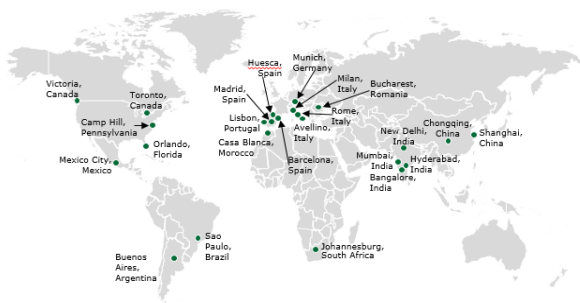 Victoria,
Canada
Toronto,
Canada
Camp Hill,
Pennsylvania
Orlando,
Florida
Mexico City,
Mexico
Sao
Paulo,
Brazil
Buenos
Aires,
Argentina
Huesca,
Spain
Munich,
Germany
Madrid,
Spain
Milan,
Italy
Bucharest,
Romania
Lisbon,
Portugal
Rome,
Italy
Avellino,
Italy
Casa Blanca,
Morocco
Barcelona,
Spain
New Delhi,
India
Chongqing,
China
Shanghai,
China
Mumbai,
India
Hyderabad,
India
Bangalore,
India
Johannesburg,
South Africa